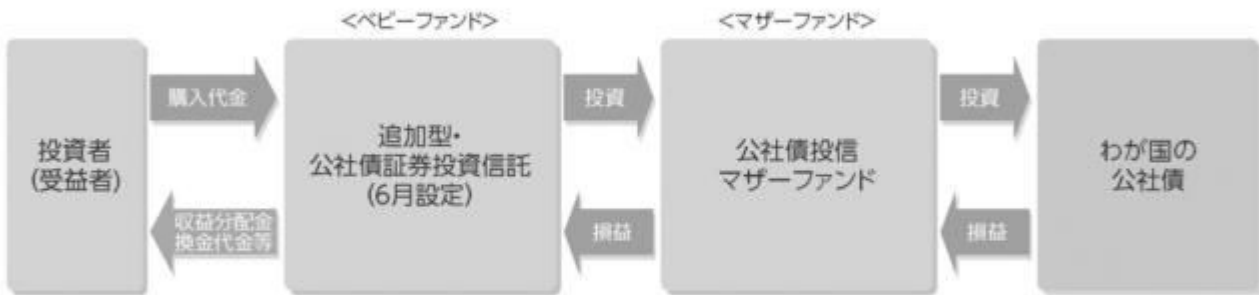 <ベビーファンド>
<マザーファンド>
投資者
(受益者)
購入代金
収益分配金
換金代金等
追加型・
公社債証券投資信託
(6月設定)
投資
損益
公社債投信
マザーファンド
投資
損益
わが国の
公社債